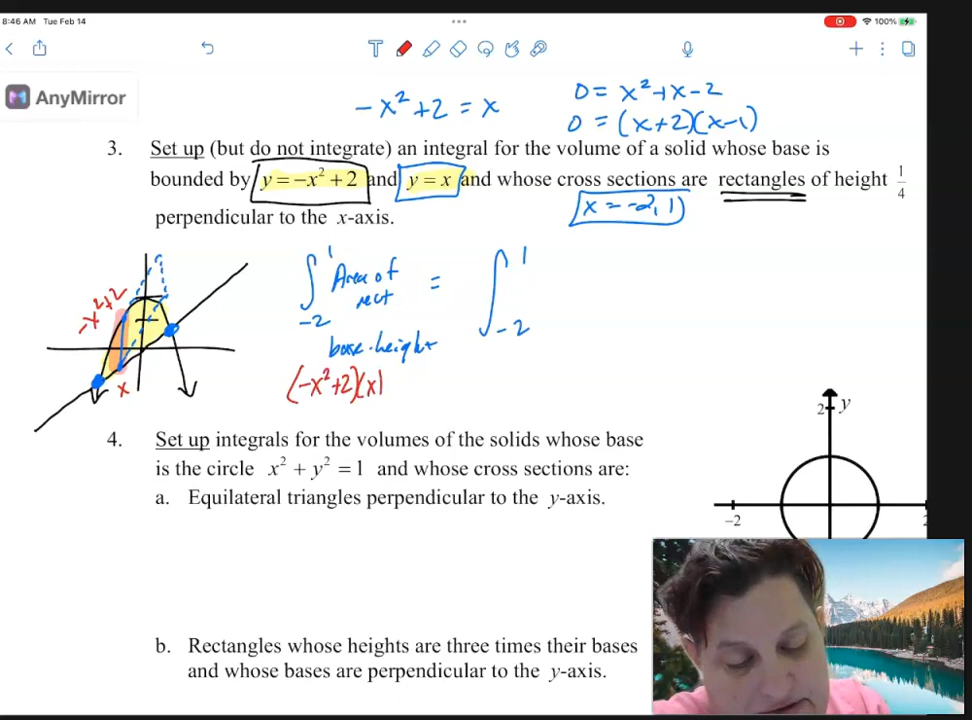 8:46 AM Tue Feb 14
100%
T
AnyMirror
-x²+2 = x
0 = x²+x-2
0 = (x+2)(x-1)
3. Set up (but do not integrate) an integral for the volume of a solid whose base is
bounded by y = -x² + 2 and y = x and whose cross sections are rectangles of height 1/4
perpendicular to the x-axis.
x = -2, 1
-x²+2
x
∫₋₂¹ Area of rect = ∫₋₂¹
base·height
(-x²+2)(x)
4. Set up integrals for the volumes of the solids whose base
is the circle x² + y² = 1 and whose cross sections are:
a. Equilateral triangles perpendicular to the y-axis.
2 y
-2
b. Rectangles whose heights are three times their bases
and whose bases are perpendicular to the y-axis.